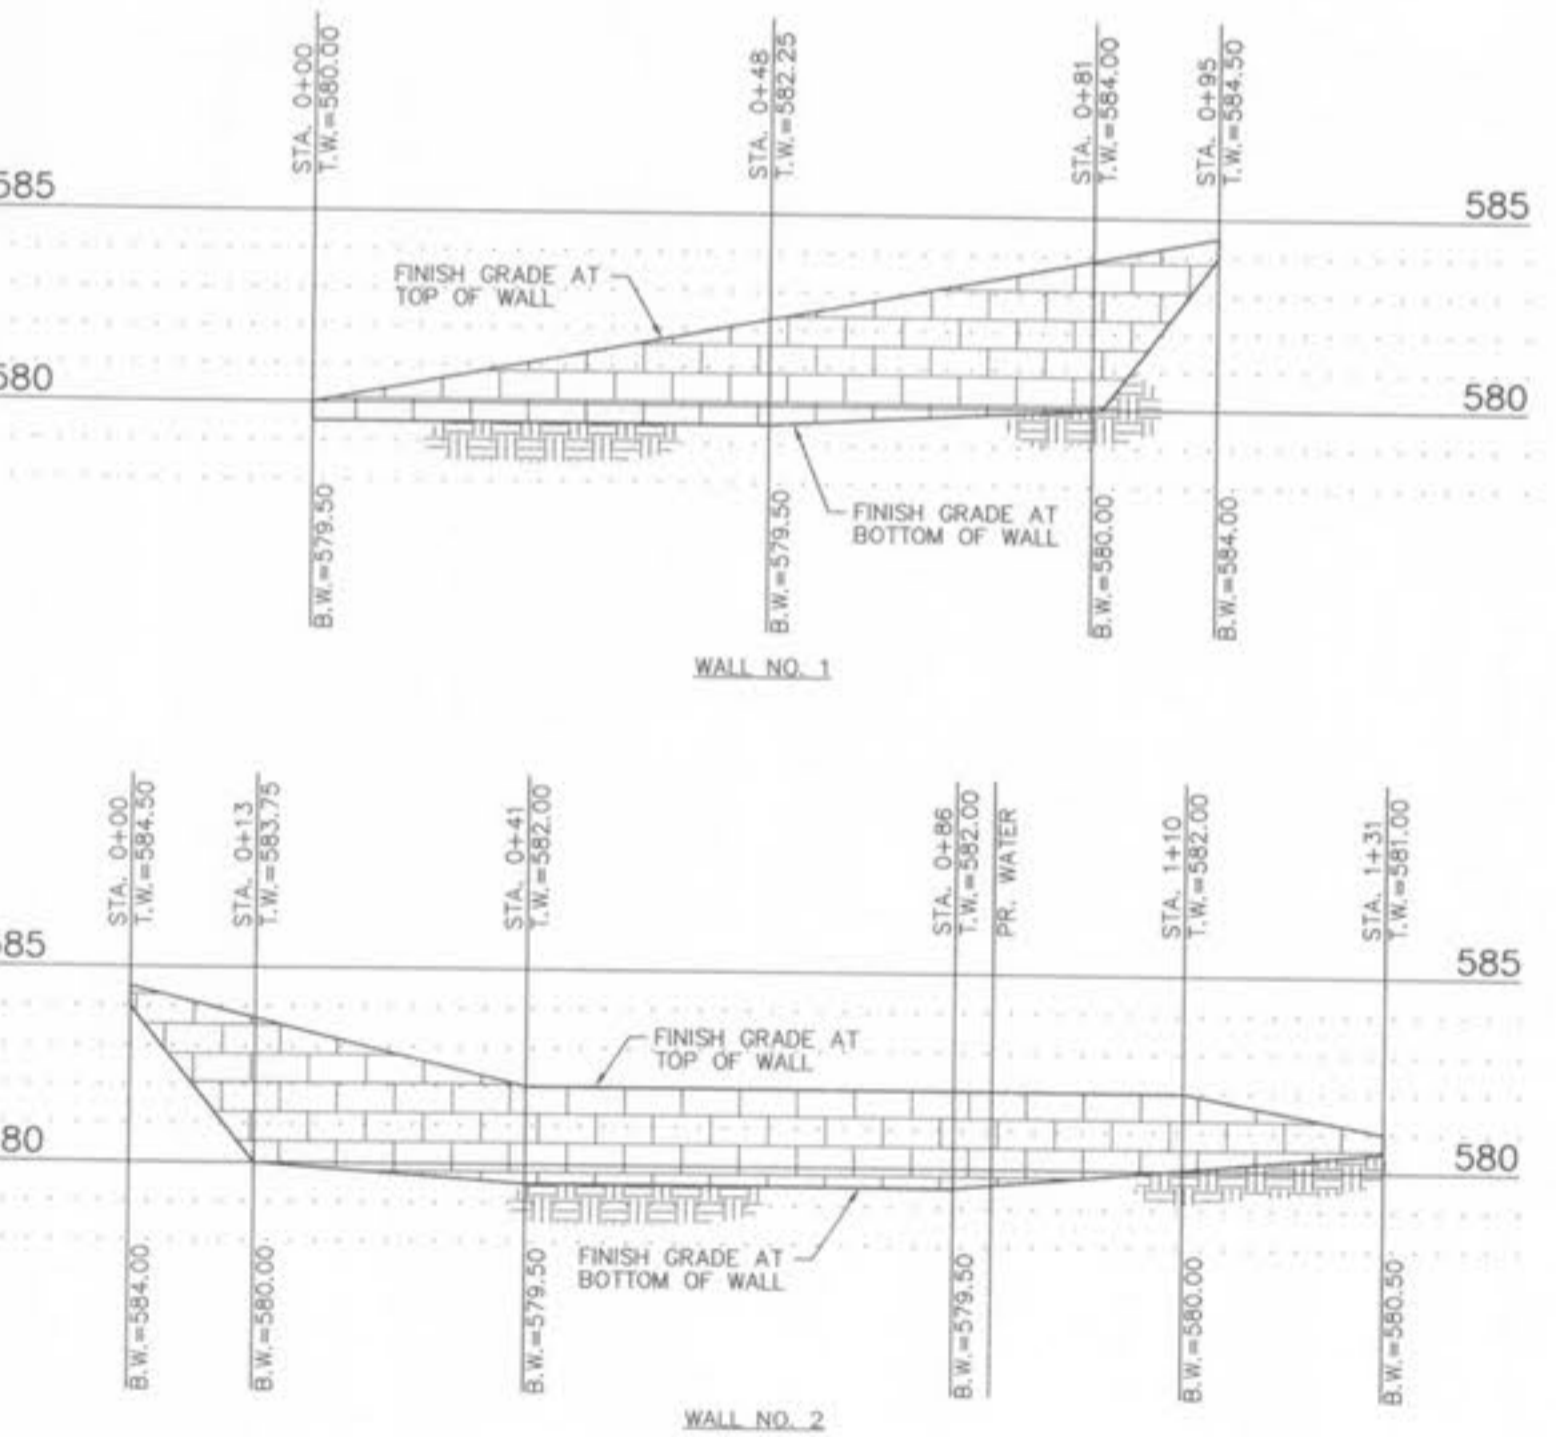 STA. 0+00
T.W.=580.00
STA. 0+48
T.W.=582.25
STA. 0+81
T.W.=584.00
STA. 0+95
T.W.=584.50
585
585
FINISH GRADE AT
TOP OF WALL
580
580
FINISH GRADE AT
BOTTOM OF WALL
B.W.=579.50
B.W.=579.50
B.W.=580.00
B.W.=584.00
WALL NO. 1
STA. 0+00
T.W.=584.50
STA. 0+13
T.W.=583.75
STA. 0+41
T.W.=582.00
STA. 0+86
T.W.=582.00
PR. WATER
STA. 1+10
T.W.=582.00
STA. 1+31
T.W.=581.00
585
585
FINISH GRADE AT
TOP OF WALL
580
580
FINISH GRADE AT
BOTTOM OF WALL
B.W.=584.00
B.W.=580.00
B.W.=579.50
B.W.=579.50
B.W.=580.00
B.W.=580.50
WALL NO. 2